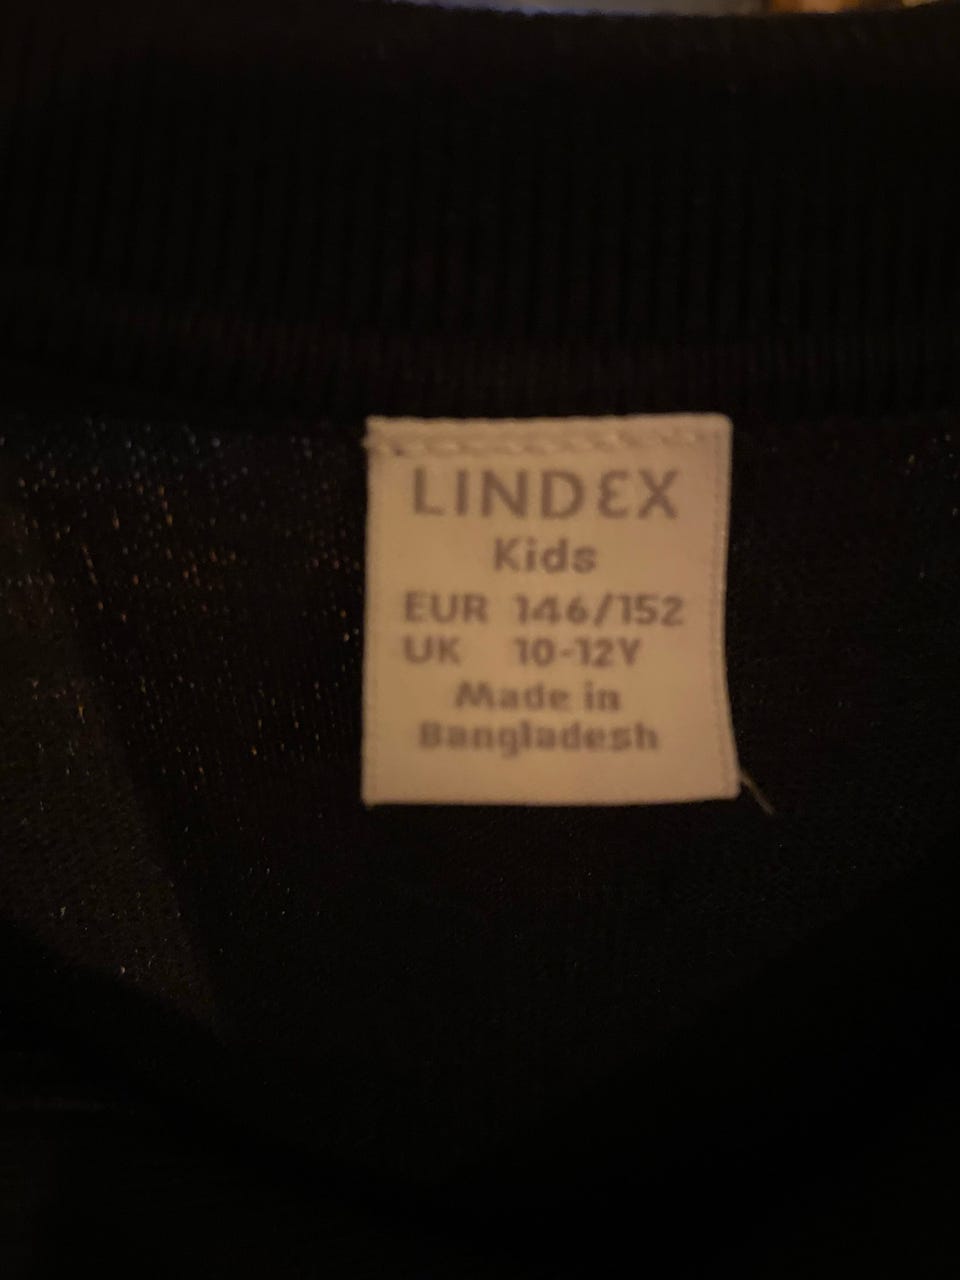 LINDEX
Kids
EUR 146/152
UK 10-12Y
Made in
Bangladesh